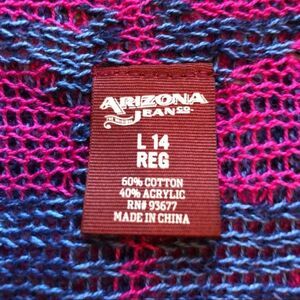 ARIZONA
JEAN CO
L 14
REG
60% COTTON
40% ACRYLIC
RN# 93677
MADE IN CHINA